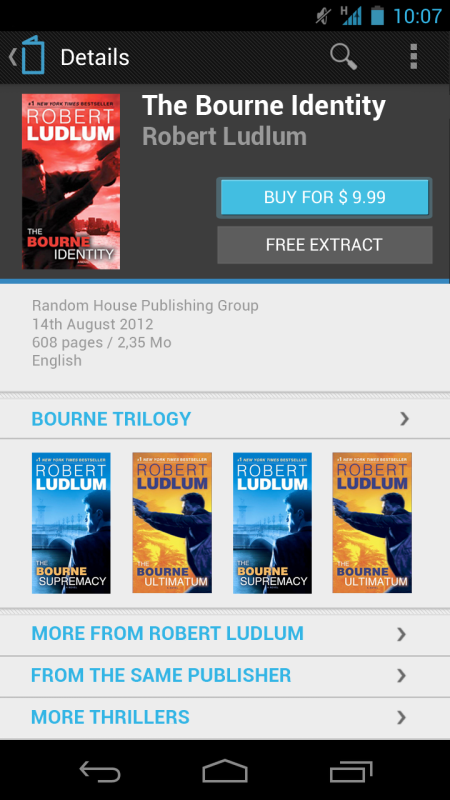 H
10:07
Details
#1 NEW YORK TIMES BESTSELLER
ROBERT
LUDLUM
THE
BOURNE
IDENTITY
The Bourne Identity
Robert Ludlum
BUY FOR $ 9.99
FREE EXTRACT
Random House Publishing Group
14th August 2012
608 pages / 2,35 Mo
English
BOURNE TRILOGY
#1 NEW YORK TIMES BESTSELLER
ROBERT
LUDLUM
THE
BOURNE
SUPREMACY
#1 NEW YORK TIMES BESTSELLER
ROBERT
LUDLUM
THE
BOURNE
ULTIMATUM
#1 NEW YORK TIMES BESTSELLER
ROBERT
LUDLUM
THE
BOURNE
SUPREMACY
#1 NEW YORK TIMES BESTSELLER
ROBERT
LUDLUM
THE
BOURNE
ULTIMATUM
MORE FROM ROBERT LUDLUM
FROM THE SAME PUBLISHER
MORE THRILLERS